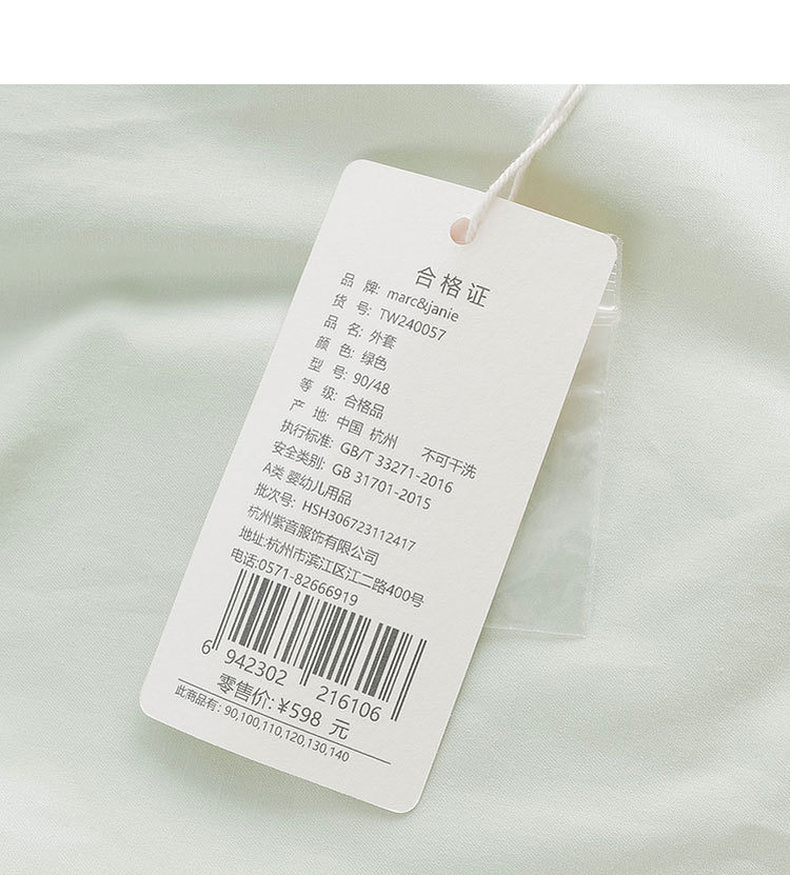 合格证
品 牌: marc&janie
货 号: TW240057
品 名: 外套
颜 色: 绿色
型 号: 90/48
等 级: 合格品
产 地: 中国 杭州 不可干洗
执行标准: GB/T 33271-2016
安全类别: GB 31701-2015
A类 婴幼儿用品
批次号: HSH306723112417
杭州紫音服饰有限公司
地址:杭州市滨江区江二路400号
电话:0571-82666919
6 942302 216106
零售价: ¥598 元
此商品有: 90,100,110,120,130,140